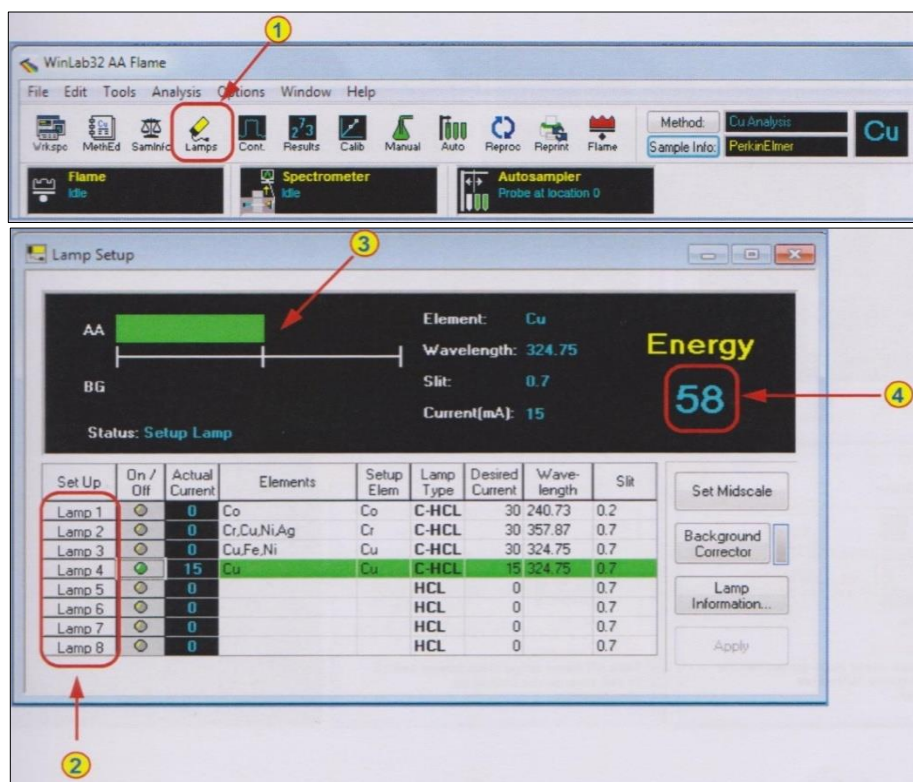 1
WinLab32 AA Flame
File Edit Tools Analysis Options Window Help
Wrkspc MethEd SamInfo Lamps Cont. Results Calib Manual Auto Reproc Reprint Flame
Method: Cu Analysis
Sample Info: PerkinElmer
Cu
Flame
Idle
Spectrometer
Idle
Autosampler
Probe at location 0
Lamp Setup
3
AA
BG
Status: Setup Lamp
Element: Cu
Wavelength: 324.75
Slit: 0.7
Current(mA): 15
Energy
58
4
Set Up On / Off Actual Current Elements Setup Elem Lamp Type Desired Current Wave-length Slit
Lamp 1 0 Co Co C-HCL 30 240.73 0.2
Lamp 2 0 Cr,Cu,Ni,Ag Cr C-HCL 30 357.87 0.7
Lamp 3 0 Cu,Fe,Ni Cu C-HCL 30 324.75 0.7
Lamp 4 15 Cu Cu C-HCL 15 324.75 0.7
Lamp 5 0 HCL 0 0.7
Lamp 6 0 HCL 0 0.7
Lamp 7 0 HCL 0 0.7
Lamp 8 0 HCL 0 0.7
Set Midscale
Background
Corrector
Lamp
Information...
Apply
2